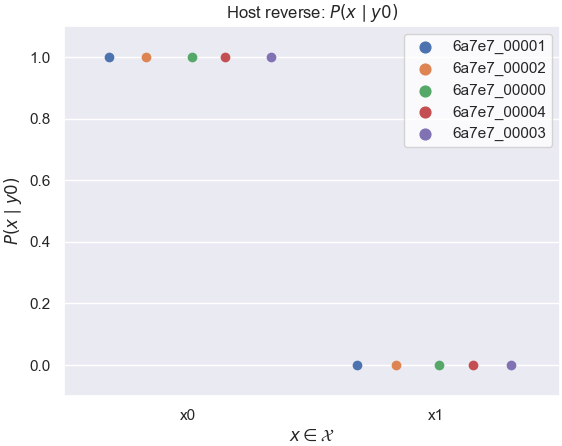 Host reverse: P(x | y0)
6a7e7_00001
6a7e7_00002
6a7e7_00000
6a7e7_00004
6a7e7_00003
P(x | y0)
1.0
0.8
0.6
0.4
0.2
0.0
x0 x1
x ∈ 𝒳